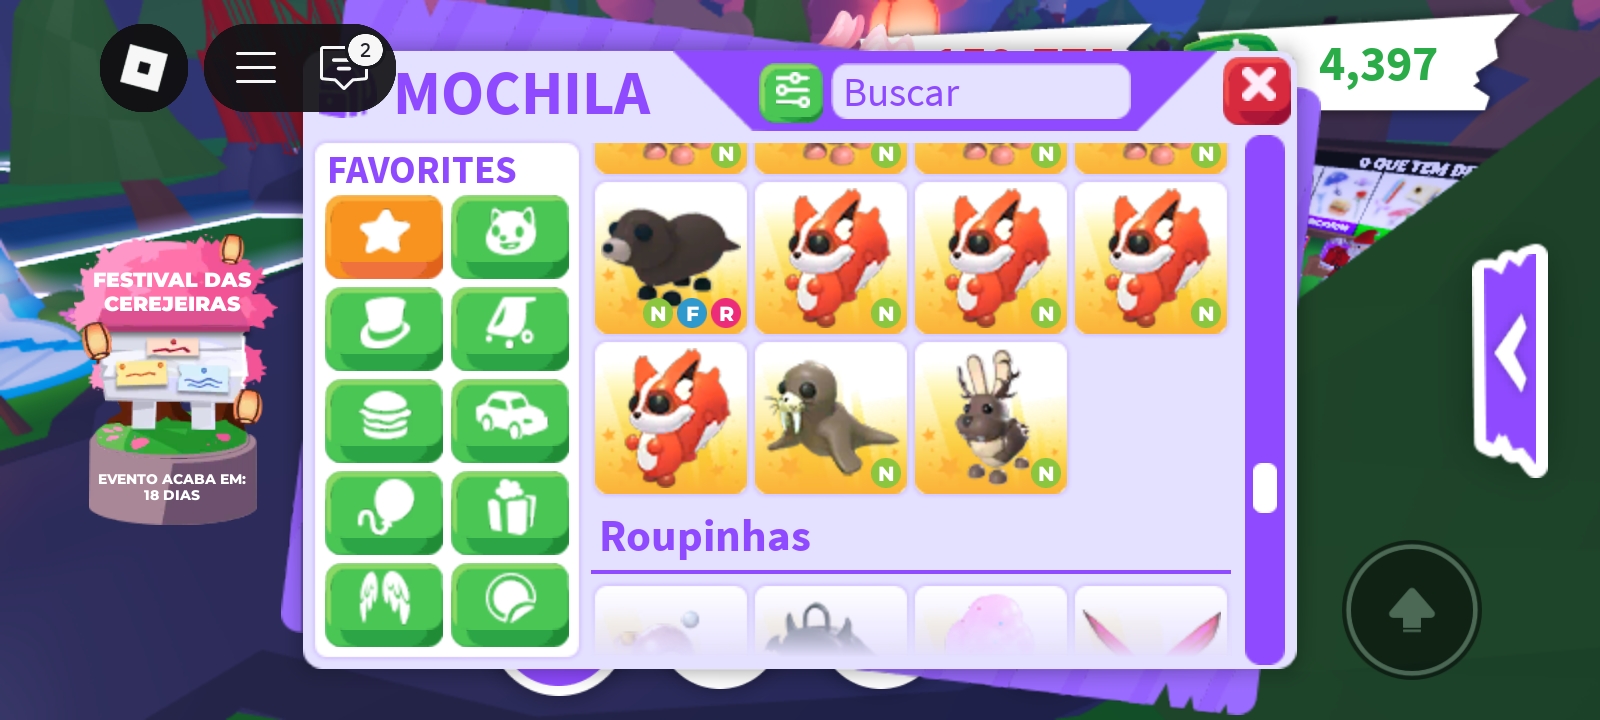 2
MOCHILA
Buscar
4,397
FAVORITES
N
N
N
N
O QUE TEM DE
FESTIVAL DAS
CEREJEIRAS
N F R
N
N
N
EVENTO ACABA EM:
18 DIAS
N
N
Roupinhas